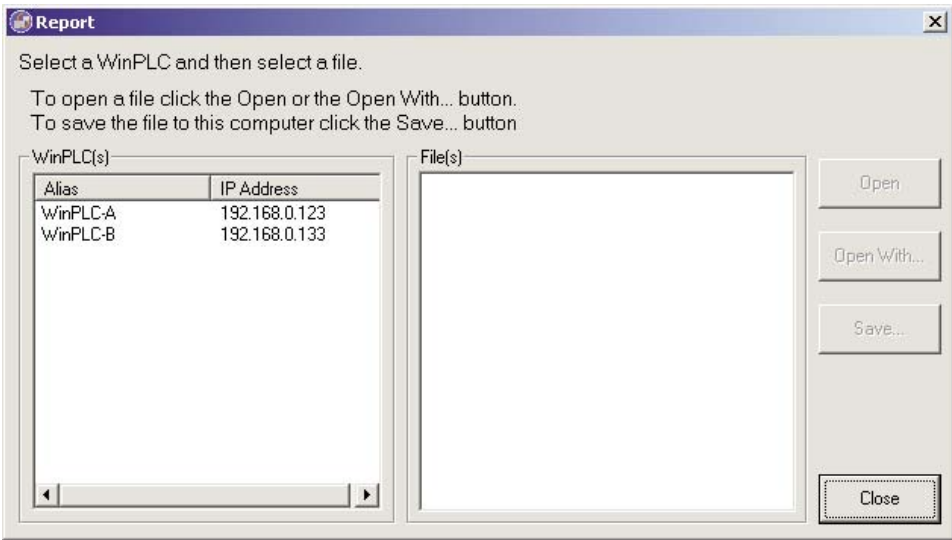 Report
Select a WinPLC and then select a file.
To open a file click the Open or the Open With... button.
To save the file to this computer click the Save... button
WinPLC(s)
Alias IP Address
WinPLC-A 192.168.0.123
WinPLC-B 192.168.0.133
File(s)
Open
Open With...
Save...
Close